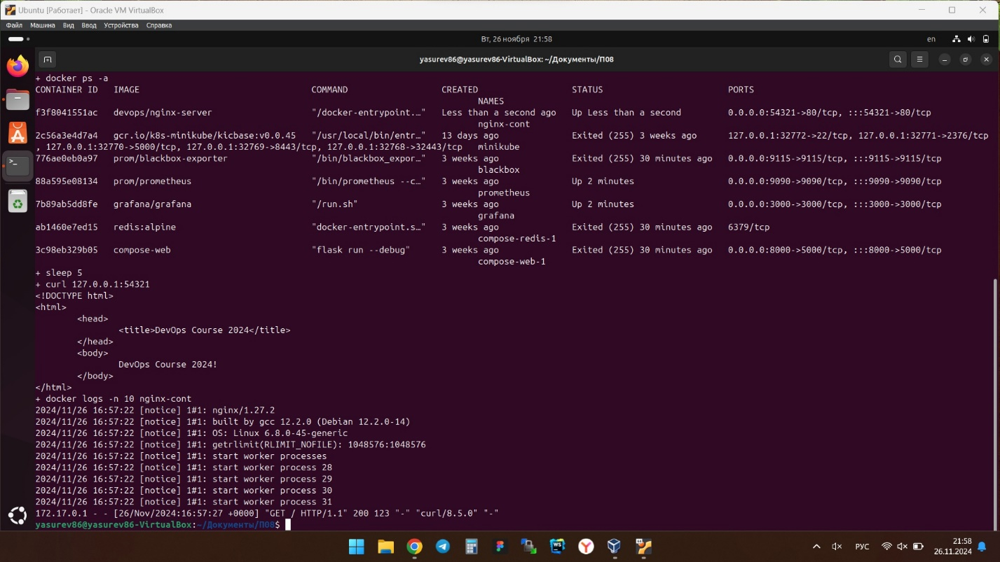 Ubuntu [Работает] - Oracle VM VirtualBox
Файл Машина Вид Ввод Устройства Справка
Вт, 26 ноября 21:58
en
yasurev86@yasurev86-VirtualBox: ~/Документы/П08
+ docker ps -a
CONTAINER ID   IMAGE   COMMAND   CREATED   STATUS   PORTS
NAMES
f3f8041551ac   devops/nginx-server   "/docker-entrypoint.…"   Less than a second ago   Up Less than a second   0.0.0.0:54321->80/tcp, :::54321->80/tcp
nginx-cont
2c56a3e4d7a4   gcr.io/k8s-minikube/kicbase:v0.0.45   "/usr/local/bin/entr…"   13 days ago   Exited (255) 3 weeks ago   127.0.0.1:32772->22/tcp, 127.0.0.1:32771->2376/tcp
, 127.0.0.1:32770->5000/tcp, 127.0.0.1:32769->8443/tcp, 127.0.0.1:32768->32443/tcp   minikube
776ae0eb0a97   prom/blackbox-exporter   "/bin/blackbox_expor…"   3 weeks ago   Exited (255) 30 minutes ago   0.0.0.0:9115->9115/tcp, :::9115->9115/tcp
blackbox
88a595e08134   prom/prometheus   "/bin/prometheus --c…"   3 weeks ago   Up 2 minutes   0.0.0.0:9090->9090/tcp, :::9090->9090/tcp
prometheus
7b89ab5dd8fe   grafana/grafana   "/run.sh"   3 weeks ago   Up 2 minutes   0.0.0.0:3000->3000/tcp, :::3000->3000/tcp
grafana
ab1460e7ed15   redis:alpine   "docker-entrypoint.s…"   3 weeks ago   Exited (255) 30 minutes ago   6379/tcp
compose-redis-1
3c98eb329b05   compose-web   "flask run --debug"   3 weeks ago   Exited (255) 30 minutes ago   0.0.0.0:8000->5000/tcp, :::8000->5000/tcp
compose-web-1
+ sleep 5
+ curl 127.0.0.1:54321
<!DOCTYPE html>
<html>
<head>
<title>DevOps Course 2024</title>
</head>
<body>
DevOps Course 2024!
</body>
</html>
+ docker logs -n 10 nginx-cont
2024/11/26 16:57:22 [notice] 1#1: nginx/1.27.2
2024/11/26 16:57:22 [notice] 1#1: built by gcc 12.2.0 (Debian 12.2.0-14)
2024/11/26 16:57:22 [notice] 1#1: OS: Linux 6.8.0-45-generic
2024/11/26 16:57:22 [notice] 1#1: getrlimit(RLIMIT_NOFILE): 1048576:1048576
2024/11/26 16:57:22 [notice] 1#1: start worker processes
2024/11/26 16:57:22 [notice] 1#1: start worker process 28
2024/11/26 16:57:22 [notice] 1#1: start worker process 29
2024/11/26 16:57:22 [notice] 1#1: start worker process 30
2024/11/26 16:57:22 [notice] 1#1: start worker process 31
172.17.0.1 - - [26/Nov/2024:16:57:27 +0000] "GET / HTTP/1.1" 200 123 "-" "curl/8.5.0" "-"
yasurev86@yasurev86-VirtualBox:~/Документы/П08$
РУС
21:58
26.11.2024